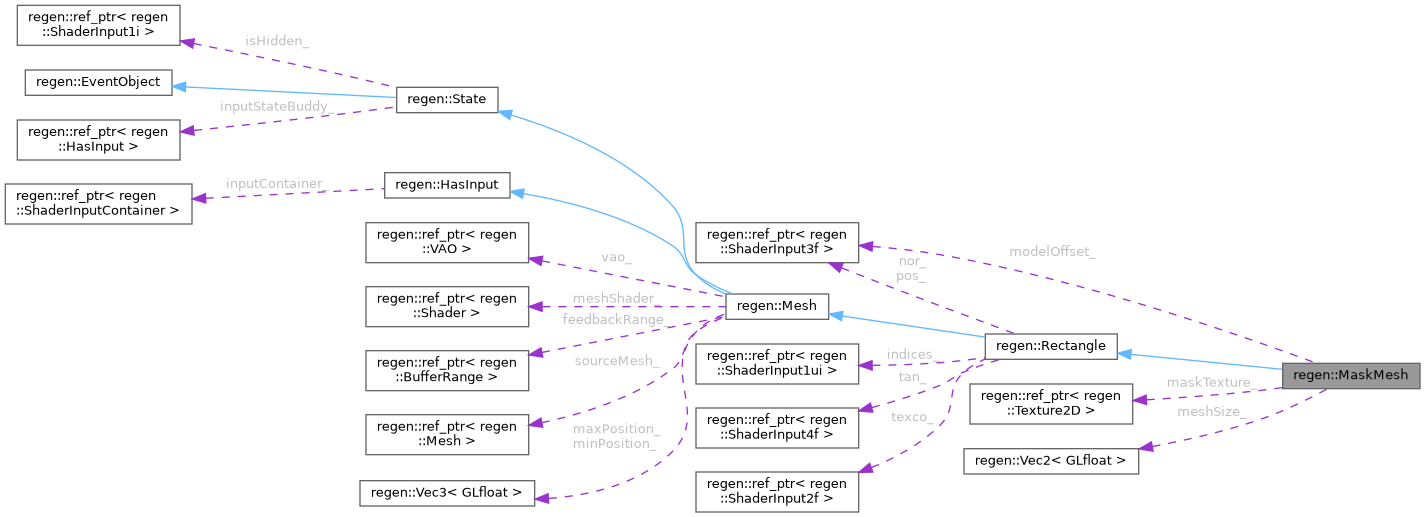 regen::ref_ptr< regen
::ShaderInput1i >
isHidden_
regen::EventObject
regen::State
inputStateBuddy_
regen::ref_ptr< regen
::HasInput >
regen::HasInput
inputContainer_
regen::ref_ptr< regen
::ShaderInputContainer >
regen::ref_ptr< regen
::VAO >
vao_
regen::ref_ptr< regen
::ShaderInput3f >
nor_
pos_
modelOffset_
regen::ref_ptr< regen
::Shader >
meshShader_
regen::Mesh
feedbackRange_
regen::ref_ptr< regen
::BufferRange >
sourceMesh_
regen::ref_ptr< regen
::ShaderInput1ui >
indices_
regen::Rectangle
regen::MaskMesh
tan_
maskTexture_
regen::ref_ptr< regen
::Texture2D >
meshSize_
regen::ref_ptr< regen
::Mesh >
maxPosition_
minPosition_
regen::ref_ptr< regen
::ShaderInput4f >
texco_
regen::Vec2< GLfloat >
regen::Vec3< GLfloat >
regen::ref_ptr< regen
::ShaderInput2f >